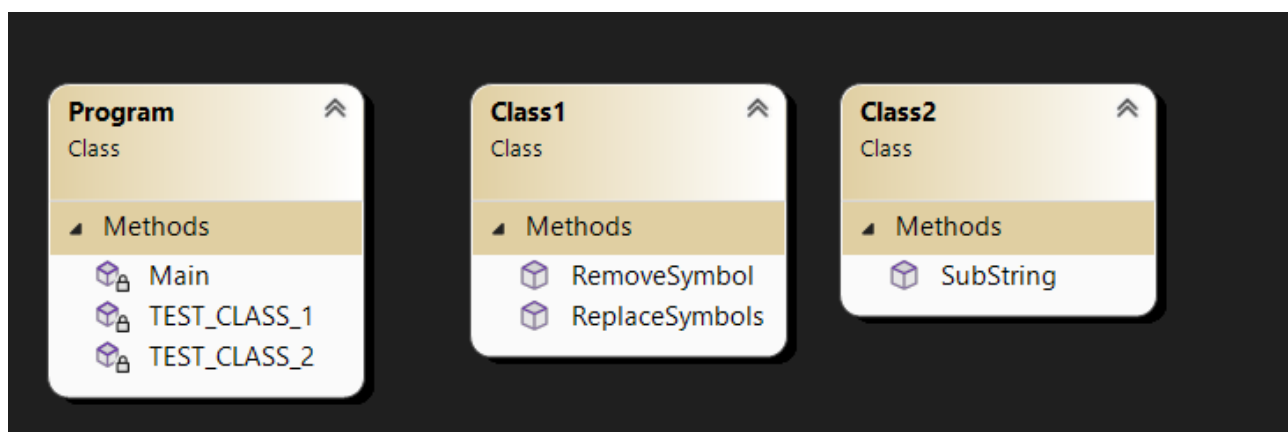 Program
Class
Methods
Main
TEST_CLASS_1
TEST_CLASS_2
Class1
Class
Methods
RemoveSymbol
ReplaceSymbols
Class2
Class
Methods
SubString